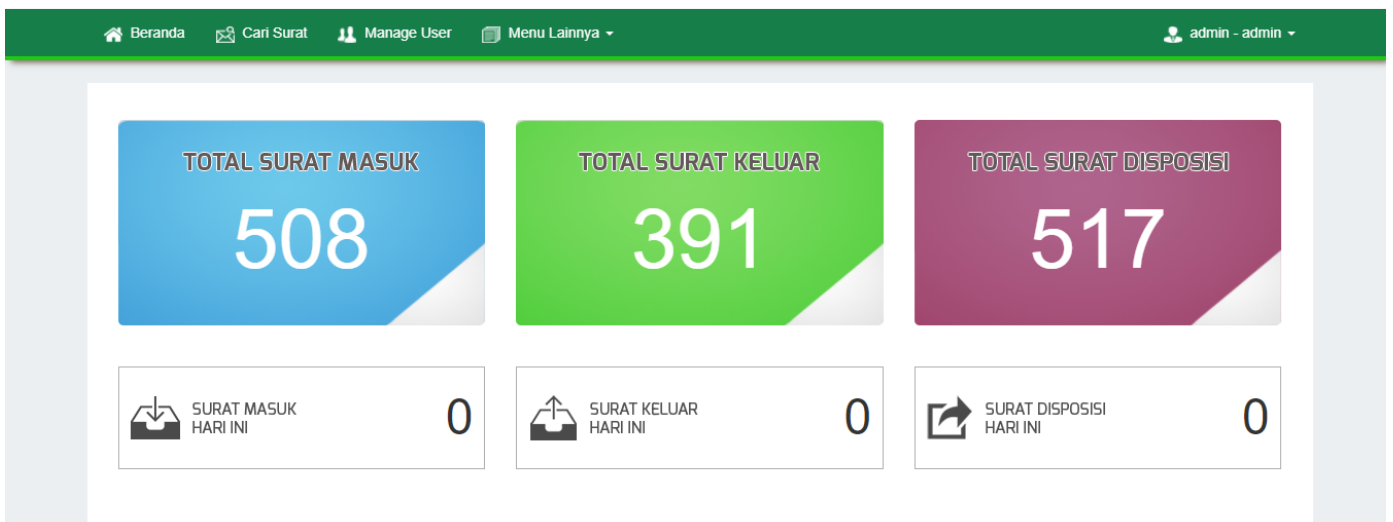 Beranda
Cari Surat
Manage User
Menu Lainnya
admin - admin
TOTAL SURAT MASUK
508
TOTAL SURAT KELUAR
391
TOTAL SURAT DISPOSISI
517
SURAT MASUK
HARI INI
0
SURAT KELUAR
HARI INI
0
SURAT DISPOSISI
HARI INI
0